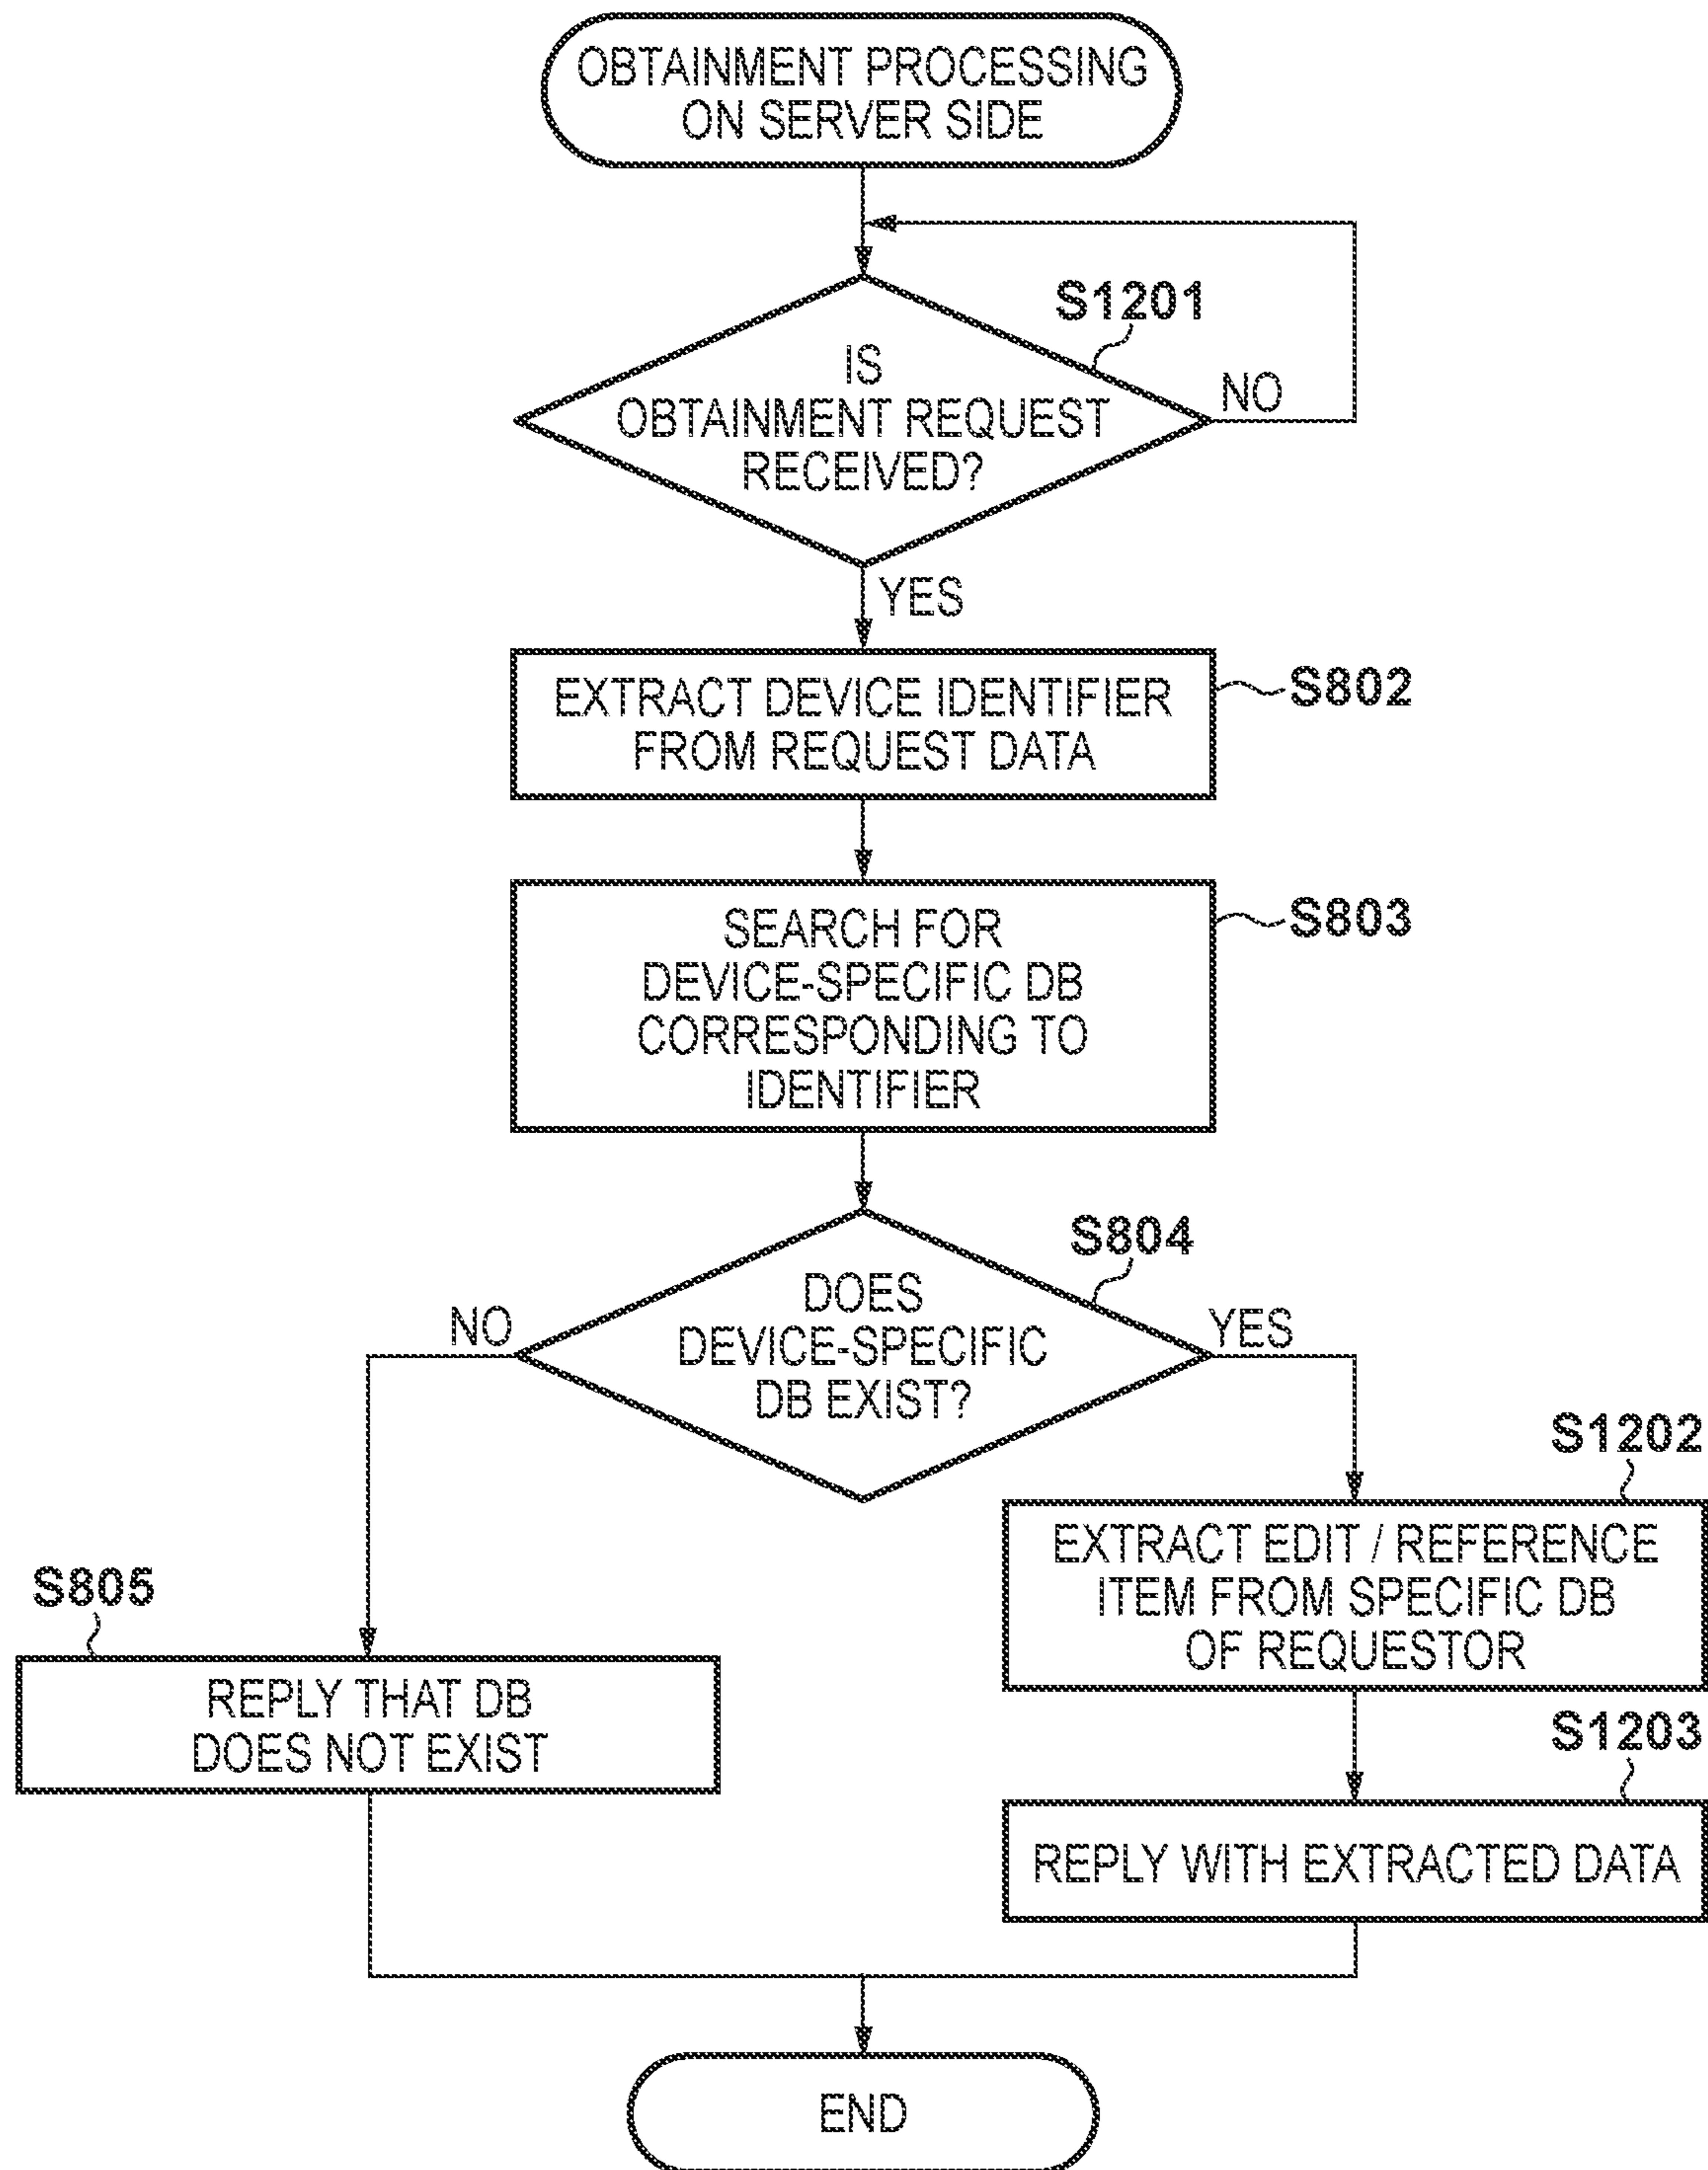 OBTAINMENT PROCESSING
ON SERVER SIDE
S1201
IS
OBTAINMENT REQUEST
RECEIVED?
NO
YES
EXTRACT DEVICE IDENTIFIER
FROM REQUEST DATA
S802
SEARCH FOR
DEVICE-SPECIFIC DB
CORRESPONDING TO
IDENTIFIER
S803
S804
DOES
DEVICE-SPECIFIC
DB EXIST?
NO
YES
S1202
EXTRACT EDIT / REFERENCE
ITEM FROM SPECIFIC DB
OF REQUESTOR
S805
REPLY THAT DB
DOES NOT EXIST
S1203
REPLY WITH EXTRACTED DATA
END